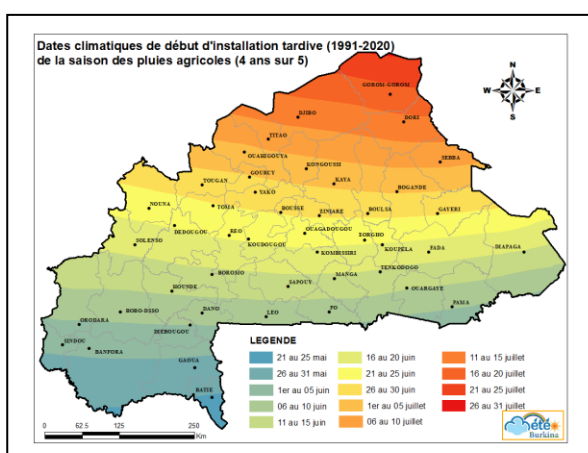 Dates climatiques de début d'installation tardive (1991-2020)
de la saison des pluies agricoles (4 ans sur 5)
N
W E
S
GOROM-GOROM
DJIBO
DORI
TITAO
OUAHIGOUYA
KONGOUSSI
SEBBA
GOURCY
TOUGAN
KAYA
YAKO
BOGANDE
NOUNA
TOMA
BOUSSE
ZINIARE
BOULSA
GAYERI
DEDOUGOU
REO
OUAGADOUGOU
ZORGHO
SOLENZO
KOUDOUGOU
KOUPÉLA
KOMBISSIRI
FADA
DIAPAGA
BOROMO
TENKODOGO
MANGA
HOUNDE
SAPOUY
OUARGAYE
BOBO-DSSO
DANO
LEO
PO
PAMA
ORODARA
DIEBOUGOU
SINDOU
BANFORA
GAOUA
BATIE
LEGENDE
21 au 25 mai
16 au 20 juin
11 au 15 juillet
26 au 31 mai
21 au 25 juin
16 au 20 juillet
1er au 05 juin
26 au 30 juin
21 au 25 juillet
06 au 10 juin
1er au 05 juillet
26 au 31 juillet
11 au 15 juin
06 au 10 juillet
0 62.5 125 250
Km
Météo
Burkina